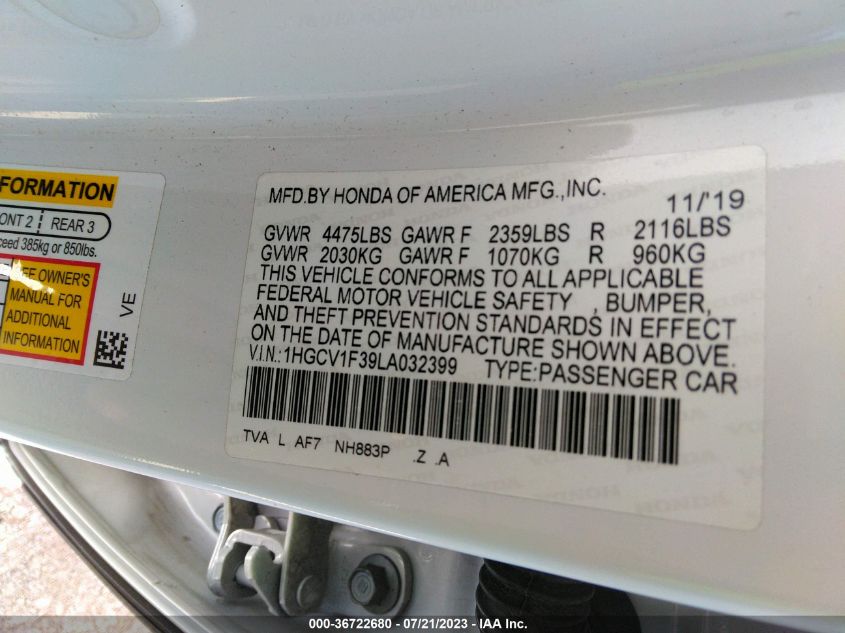 FORMATION
ONT 2 | REAR 3
ceed 385kg or 850lbs.
EE OWNER'S
MANUAL FOR
ADDITIONAL
INFORMATION
VE
MFD.BY HONDA OF AMERICA MFG.,INC. 11/'19
GVWR 4475LBS GAWR F 2359LBS R 2116LBS
GVWR 2030KG GAWR F 1070KG R 960KG
THIS VEHICLE CONFORMS TO ALL APPLICABLE
FEDERAL MOTOR VEHICLE SAFETY , BUMPER,
AND THEFT PREVENTION STANDARDS IN EFFECT
ON THE DATE OF MANUFACTURE SHOWN ABOVE.
V.I.N.:1HGCV1F39LA032399 TYPE:PASSENGER CAR
TVA L AF7 NH883P .Z .A
000-36722680 - 07/21/2023 - © IAA Inc.